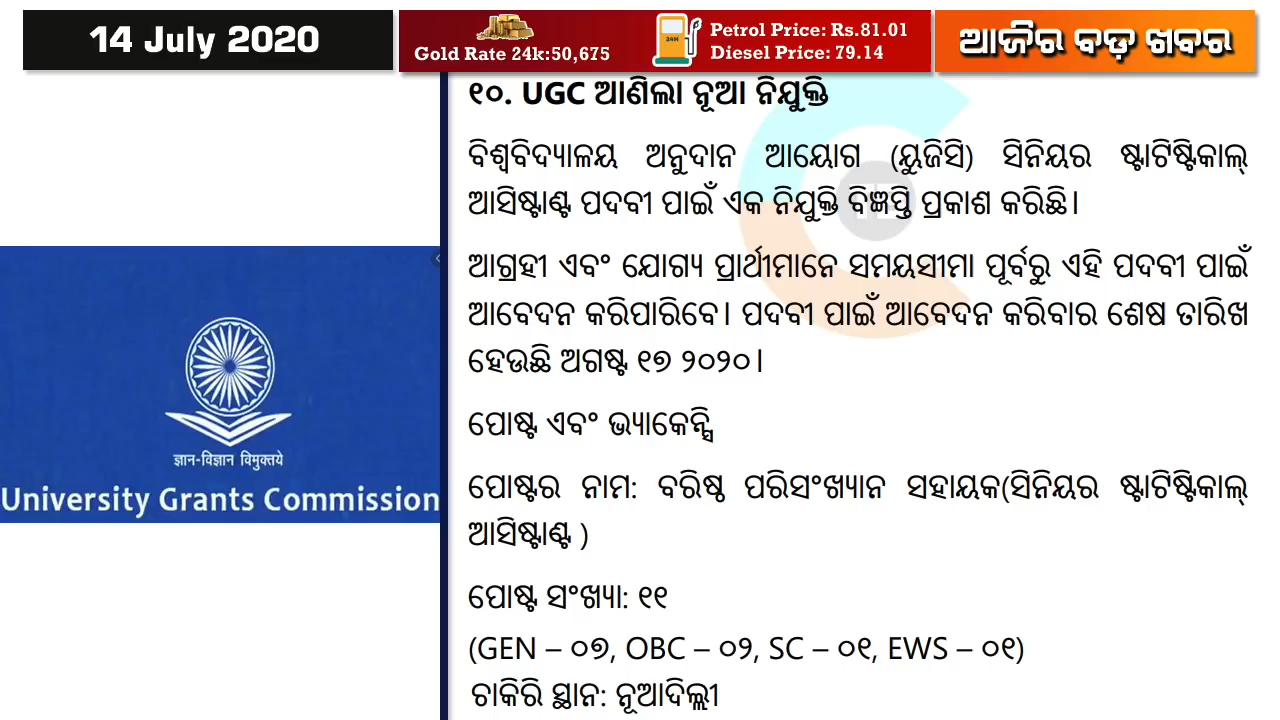 14 July 2020
Gold Rate 24k:50,675
24H
Petrol Price: Rs.81.01
Diesel Price: 79.14
ଆଜିର ବଡ଼ ଖବର
୧୦. UGC ଆଣିଲା ନୂଆ ନିଯୁକ୍ତି
ବିଶ୍ୱବିଦ୍ୟାଳୟ ଅନୁଦାନ ଆୟୋଗ (ୟୁଜିସି) ସିନିୟର ଷ୍ଟାଟିଷ୍ଟିକାଲ୍
ଆସିଷ୍ଟାଣ୍ଟ ପଦବୀ ପାଇଁ ଏକ ନିଯୁକ୍ତି ବିଜ୍ଞପ୍ତି ପ୍ରକାଶ କରିଛି।
ଆଗ୍ରହୀ ଏବଂ ଯୋଗ୍ୟ ପ୍ରାର୍ଥୀମାନେ ସମୟସୀମା ପୂର୍ବରୁ ଏହି ପଦବୀ ପାଇଁ
ଆବେଦନ କରିପାରିବେ। ପଦବୀ ପାଇଁ ଆବେଦନ କରିବାର ଶେଷ ତାରିଖ
ହେଉଛି ଅଗଷ୍ଟ ୧୭ ୨୦୨୦।
ପୋଷ୍ଟ ଏବଂ ଭ୍ୟାକେନ୍ସି
ପୋଷ୍ଟର ନାମ: ବରିଷ୍ଠ ପରିସଂଖ୍ୟାନ ସହାୟକ(ସିନିୟର ଷ୍ଟାଟିଷ୍ଟିକାଲ୍
ଆସିଷ୍ଟାଣ୍ଟ )
ପୋଷ୍ଟ ସଂଖ୍ୟା: ୧୧
(GEN – ୦୭, OBC – ୦୨, SC – ୦୧, EWS – ୦୧)
ଚାକିରି ସ୍ଥାନ: ନୂଆଦିଲ୍ଲୀ
ज्ञान-विज्ञान विमुक्तये
University Grants Commission